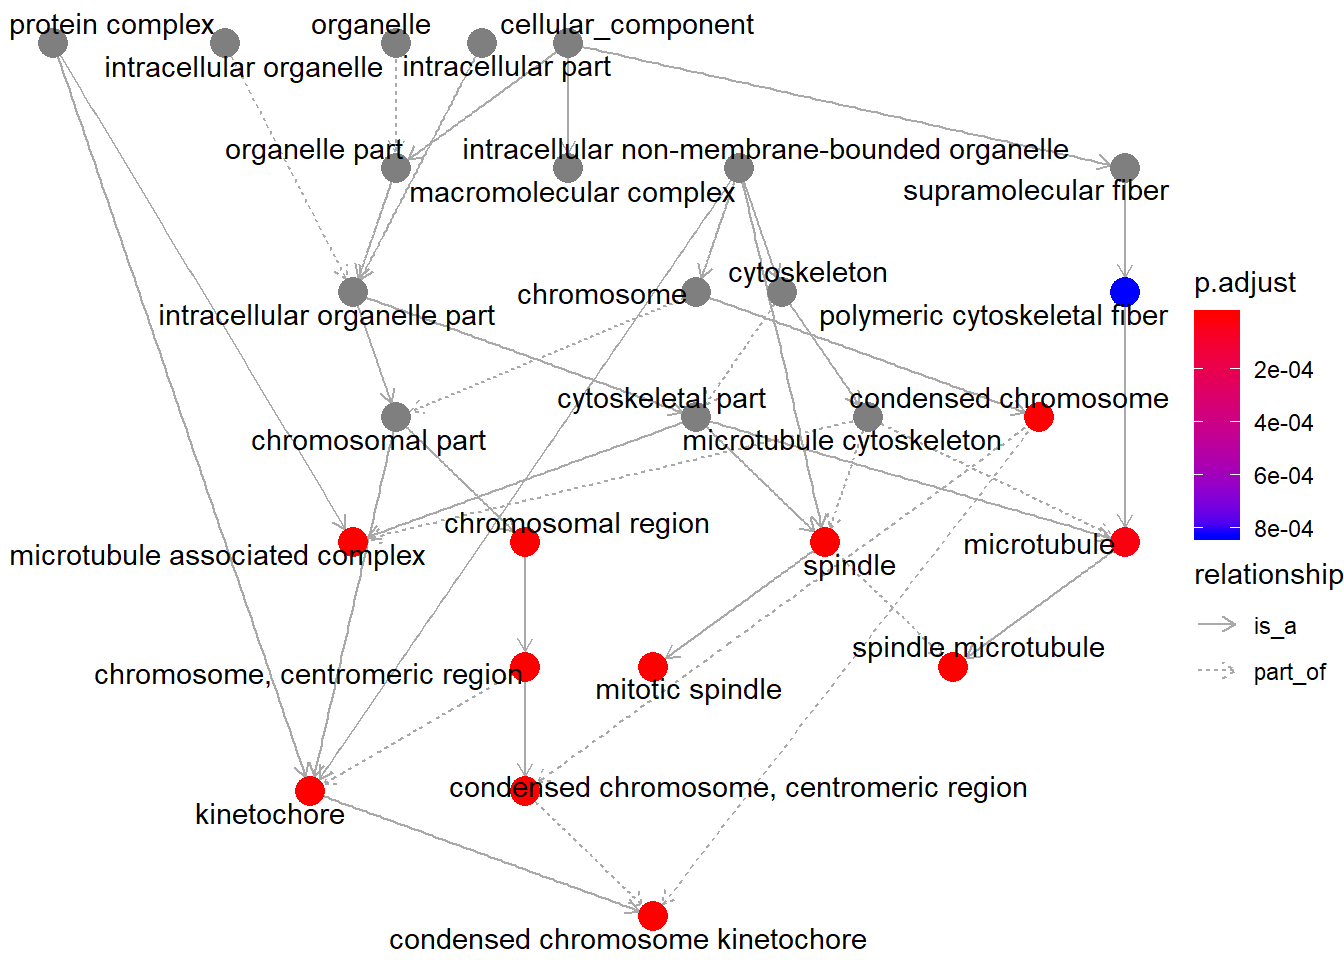 protein complex
organelle
cellular_component
intracellular organelle
intracellular part
organelle part
intracellular non-membrane-bounded organelle
macromolecular complex
supramolecular fiber
cytoskeleton
chromosome
intracellular organelle part
polymeric cytoskeletal fiber
cytoskeletal part
condensed chromosome
chromosomal part
microtubule cytoskeleton
chromosomal region
microtubule associated complex
microtubule
spindle
spindle microtubule
chromosome, centromeric region
mitotic spindle
condensed chromosome, centromeric region
kinetochore
condensed chromosome kinetochore
p.adjust
2e-04
4e-04
6e-04
8e-04
relationship
is_a
part_of